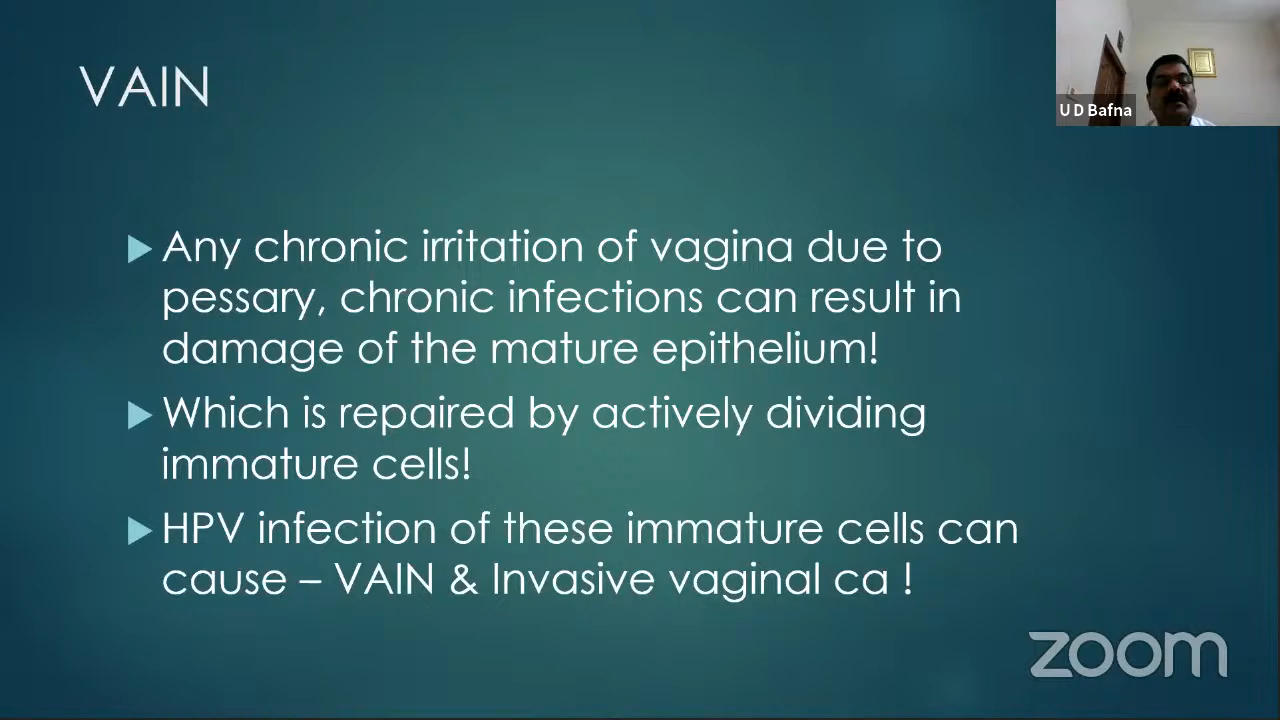 VAIN
U D Bafna
Any chronic irritation of vagina due to
pessary, chronic infections can result in
damage of the mature epithelium!
Which is repaired by actively dividing
immature cells!
HPV infection of these immature cells can
cause – VAIN & Invasive vaginal ca !
zoom